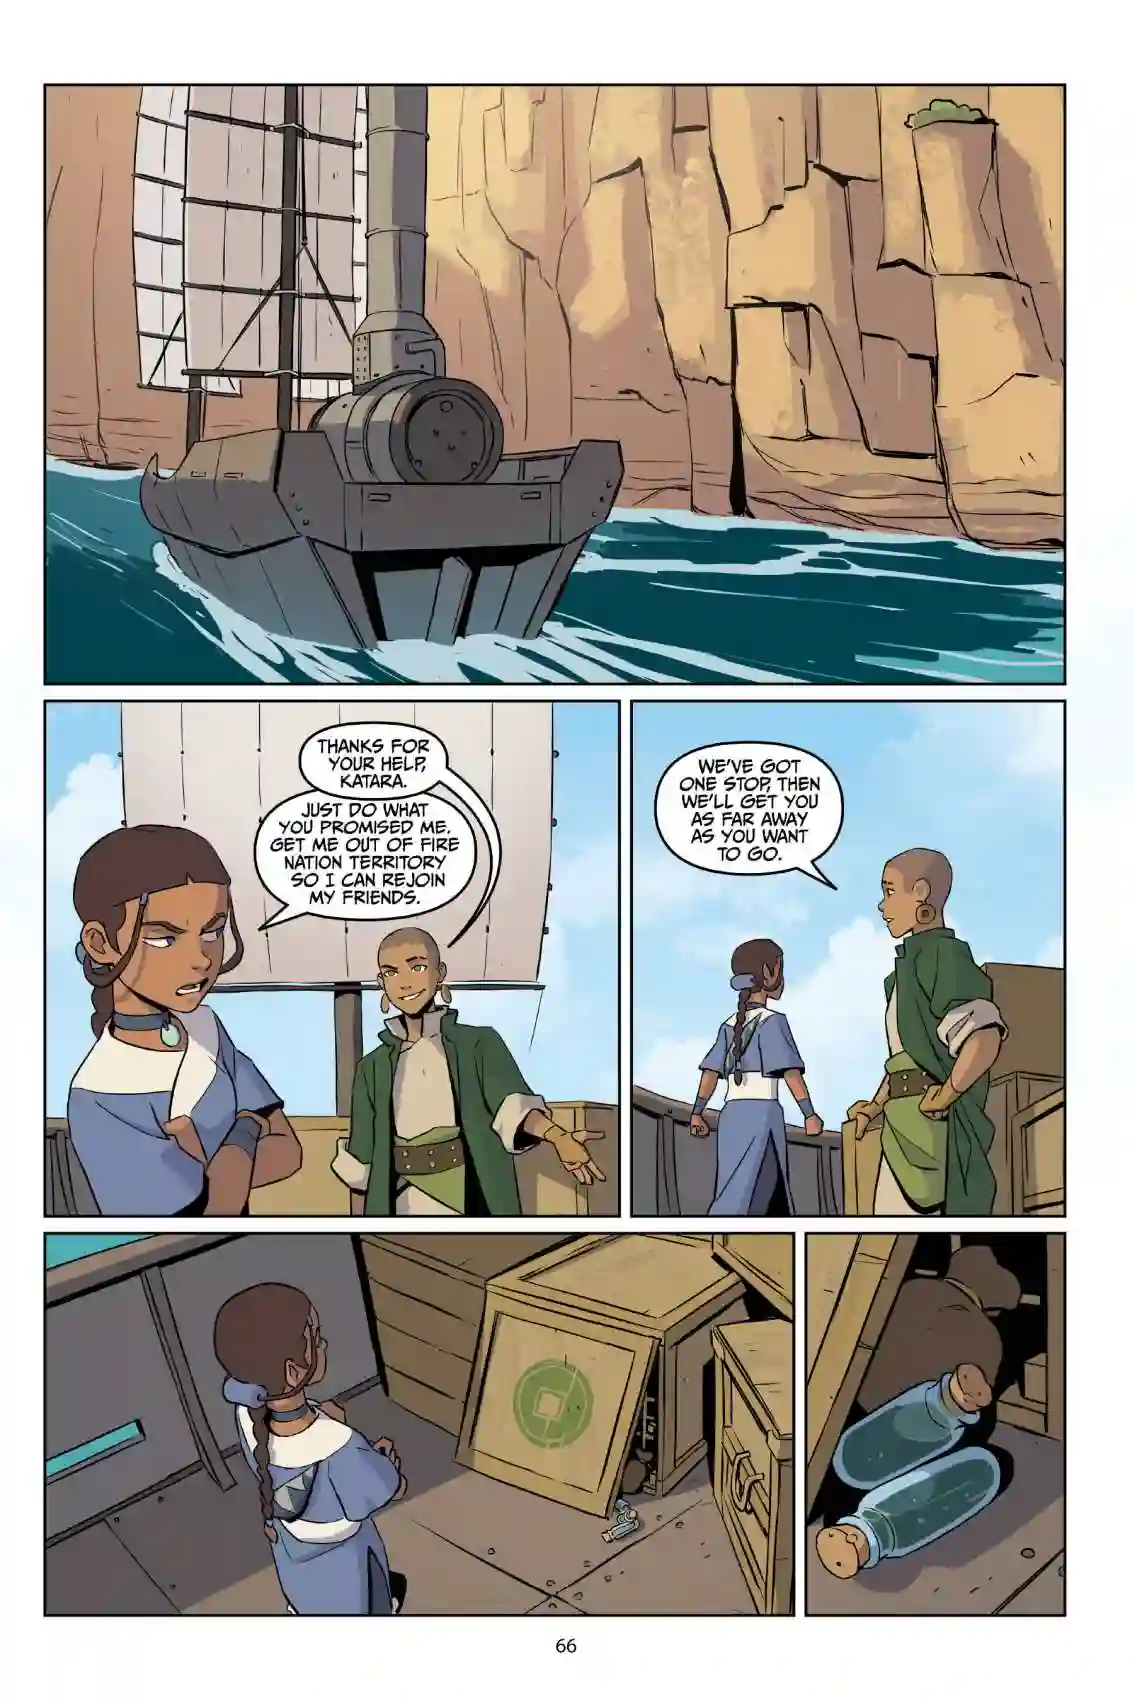 THANKS FOR
YOUR HELP,
KATARA.
JUST DO WHAT
YOU PROMISED ME.
GET ME OUT OF FIRE
NATION TERRITORY
SO I CAN REJOIN
MY FRIENDS.
WE'VE GOT
ONE STOP, THEN
WE'LL GET YOU
AS FAR AWAY
AS YOU WANT
TO GO.
66